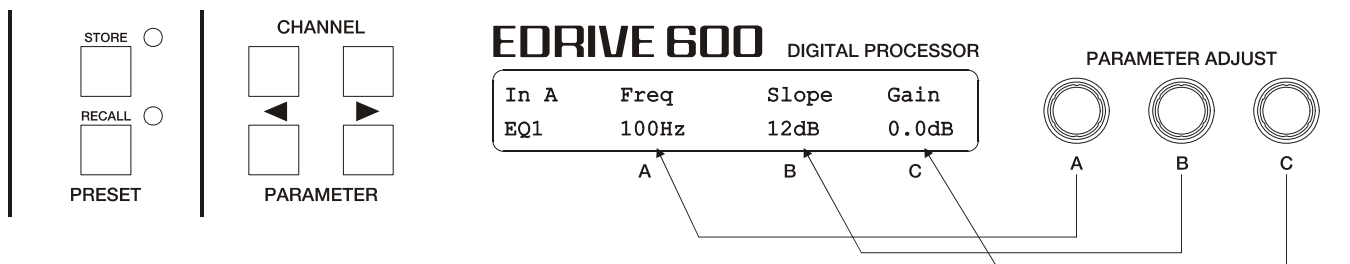 STORE
RECALL
PRESET
CHANNEL
PARAMETER
EDRIVE 600 DIGITAL PROCESSOR
In A Freq Slope Gain
EQ1 100Hz 12dB 0.0dB
A B C
PARAMETER ADJUST
A B C